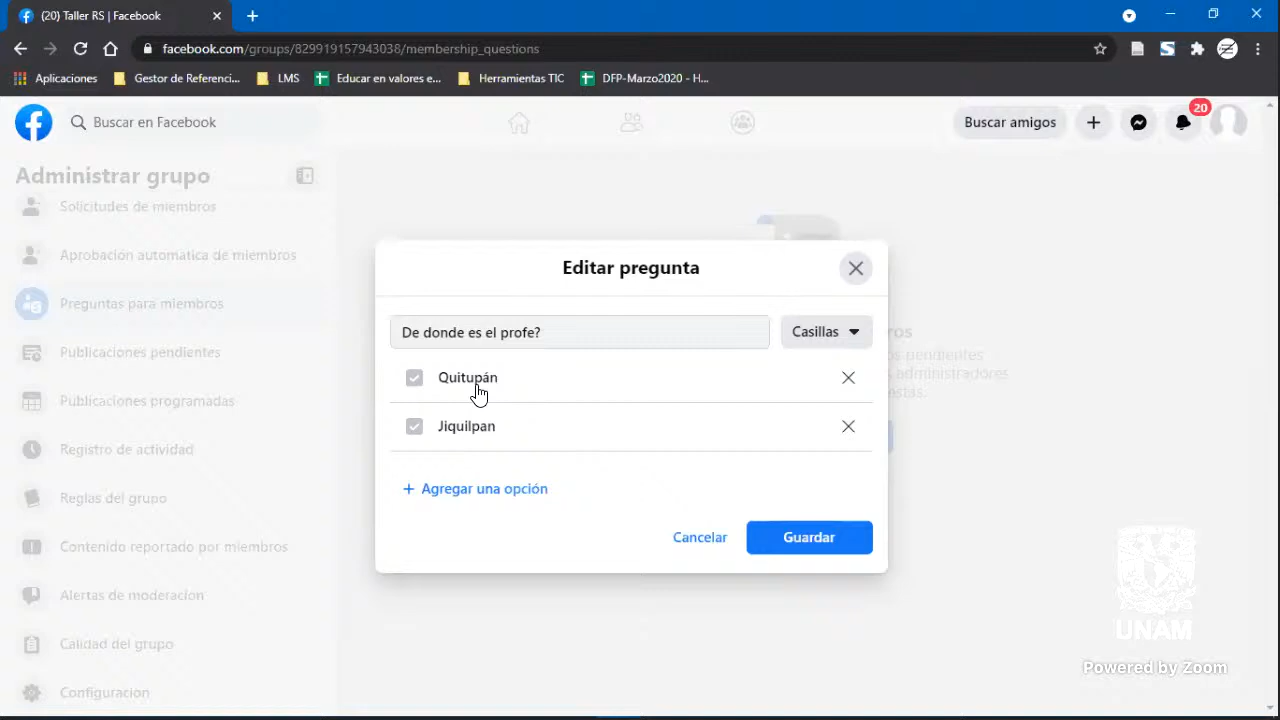 (20) Taller RS | Facebook
facebook.com/groups/829919157943038/membership_questions
Aplicaciones
Gestor de Referenci...
LMS
Educar en valores e...
Herramientas TIC
DFP-Marzo2020 - H...
Buscar en Facebook
Buscar amigos
20
Administrar grupo
Solicitudes de miembros
Aprobación automática de miembros
Preguntas para miembros
Publicaciones pendientes
Publicaciones programadas
Registro de actividad
Reglas del grupo
Contenido reportado por miembros
Alertas de moderación
Calidad del grupo
Configuración
Editar pregunta
De donde es el profe?
Casillas
Quitupán
Jiquilpan
+ Agregar una opción
Cancelar
Guardar
os pendientes
administradores
UNAM
Powered by Zoom